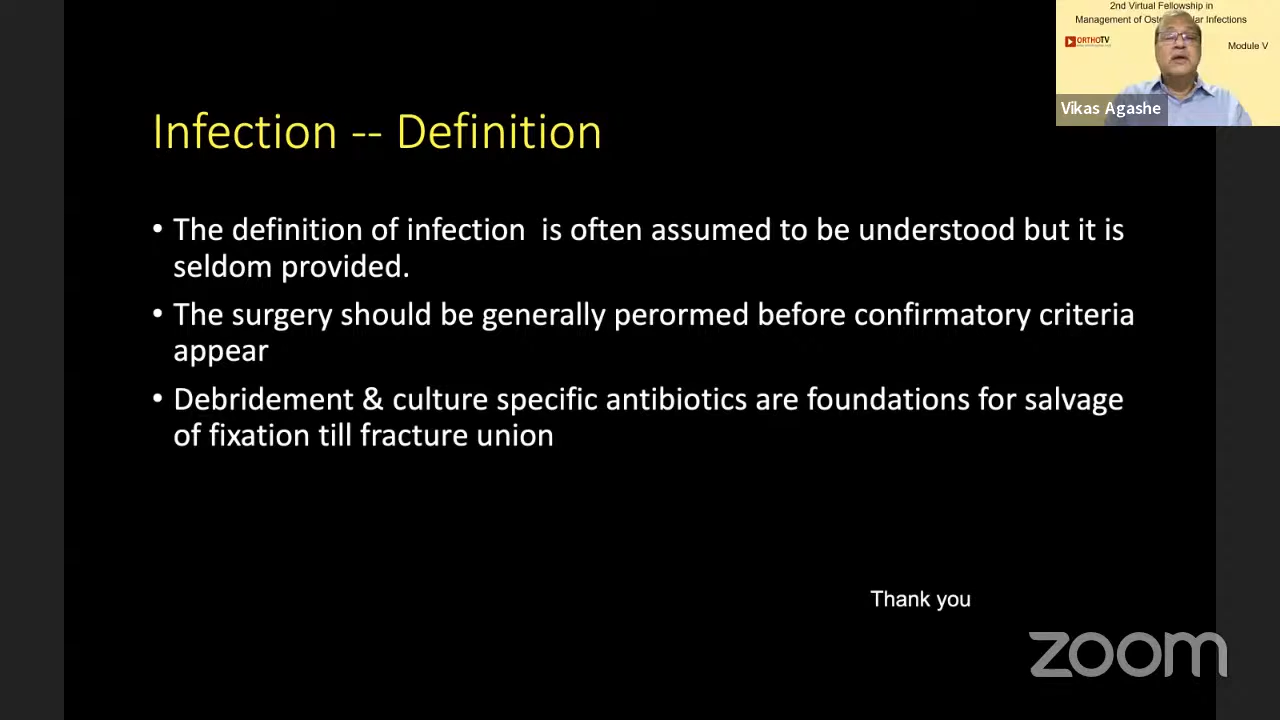 2nd Virtual Fellowship in
Management of Oste lar Infections
ORTHOTV
Module V
Vikas Agashe
Infection -- Definition
• The definition of infection is often assumed to be understood but it is
seldom provided.
• The surgery should be generally perormed before confirmatory criteria
appear
• Debridement & culture specific antibiotics are foundations for salvage
of fixation till fracture union
Thank you
zoom